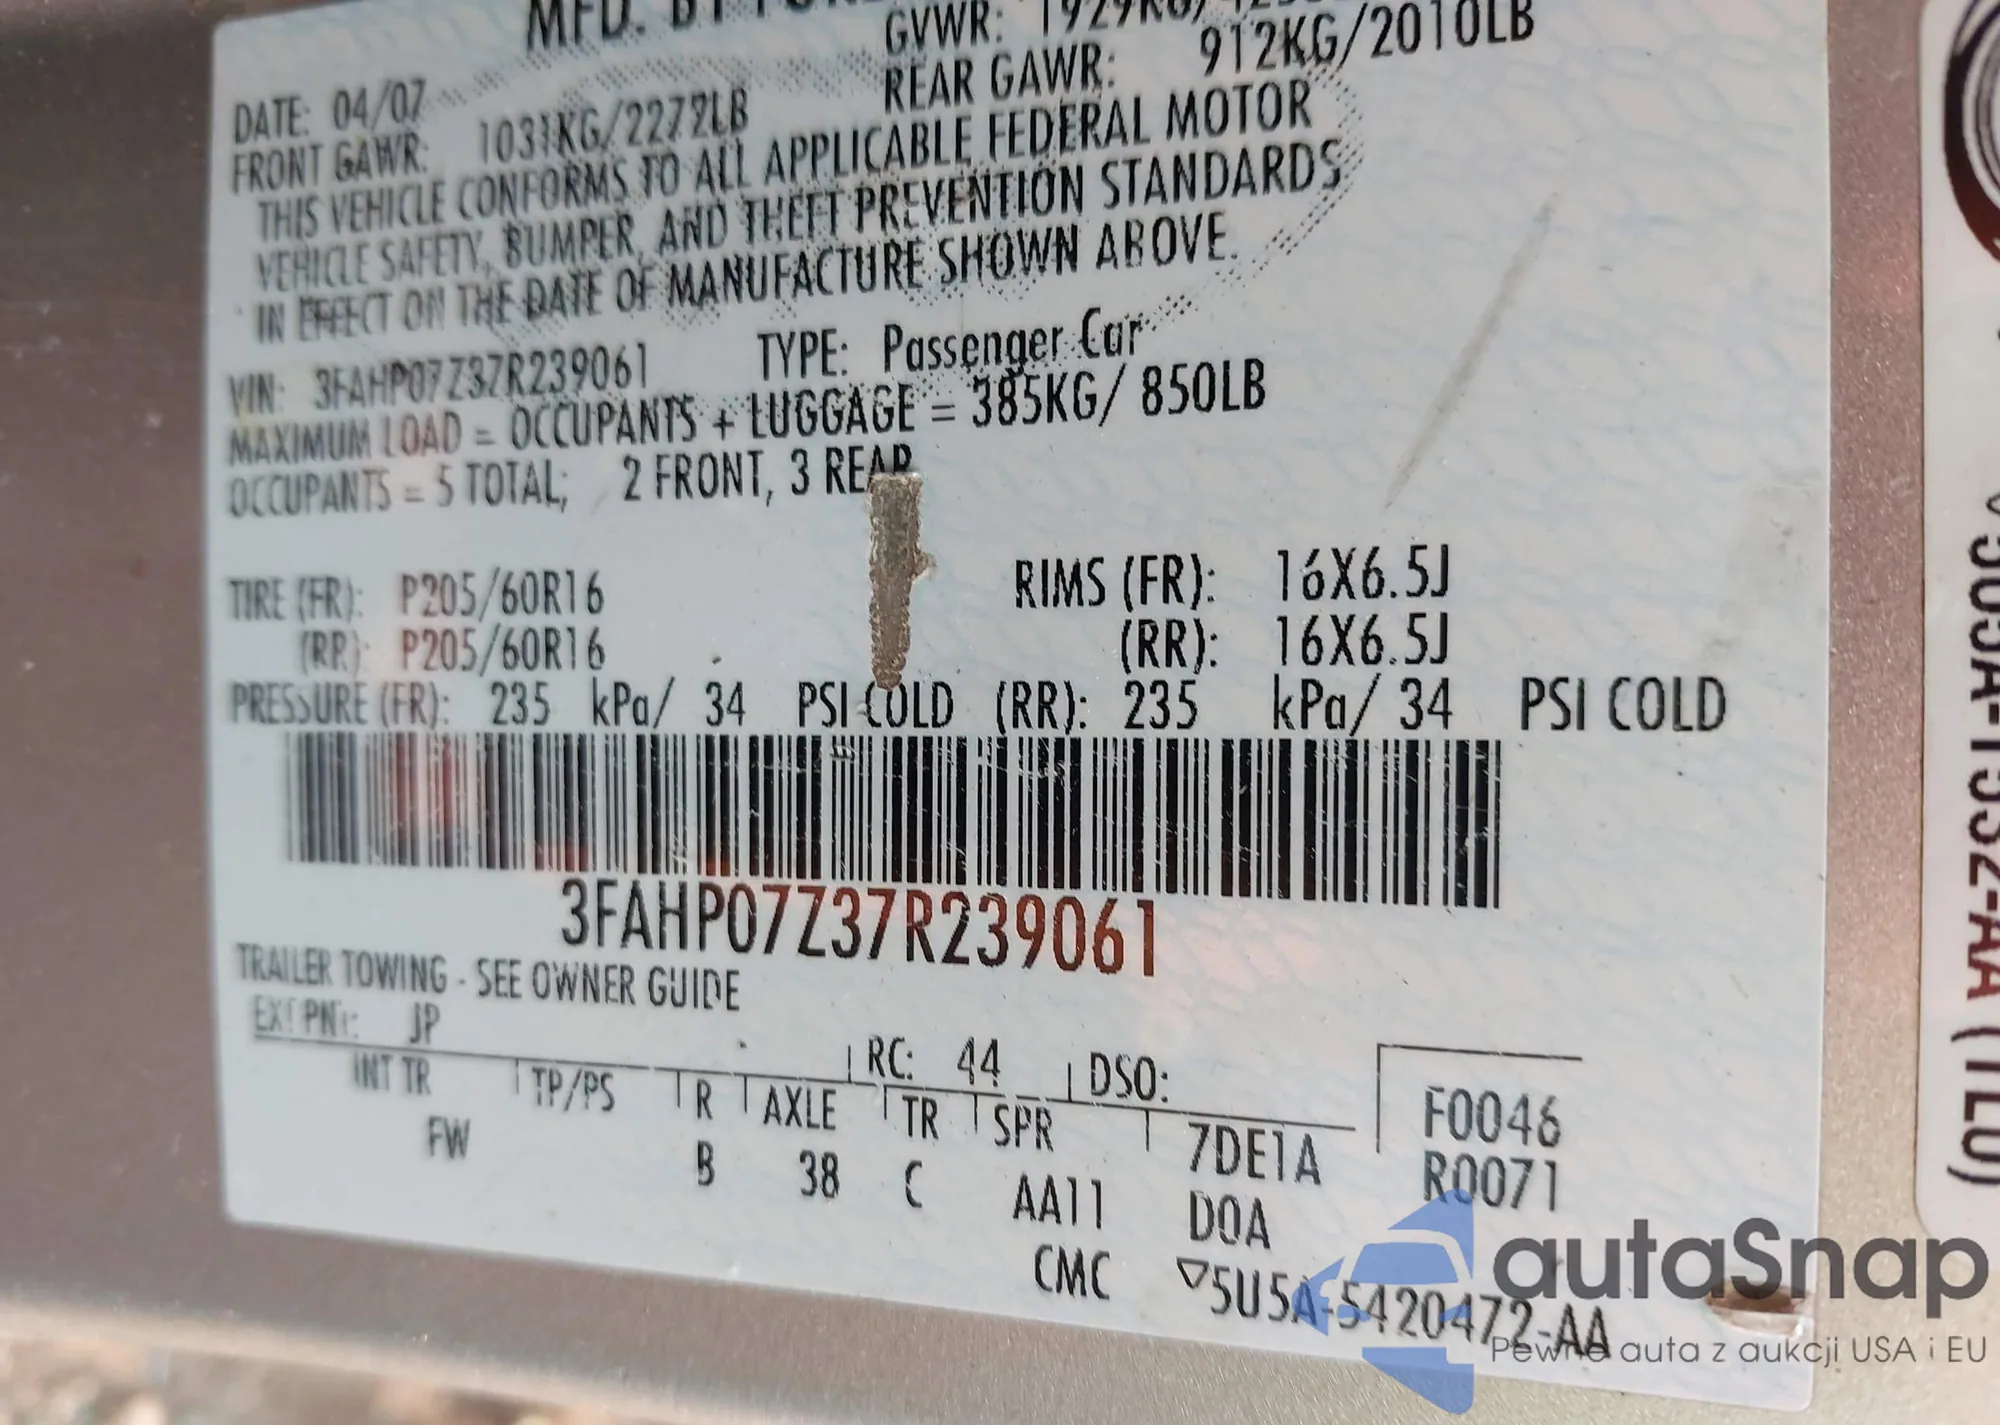 MFD. BY FORD
GVWR: 1929KG/
DATE: 04/07
REAR GAWR: 912KG/2010LB
FRONT GAWR: 1031KG/2272LB
THIS VEHICLE CONFORMS TO ALL APPLICABLE FEDERAL MOTOR
VEHICLE SAFETY, BUMPER, AND THEFT PREVENTION STANDARDS
IN EFFECT ON THE DATE OF MANUFACTURE SHOWN ABOVE.
VIN: 3FAHP07Z37R239061 TYPE: Passenger Car
MAXIMUM LOAD = OCCUPANTS + LUGGAGE = 385KG/ 850LB
OCCUPANTS = 5 TOTAL; 2 FRONT, 3 REAR
TIRE (FR): P205/60R16 RIMS (FR): 16X6.5J
(RR): P205/60R16 (RR): 16X6.5J
PRESSURE (FR): 235 kPa/ 34 PSI COLD (RR): 235 kPa/ 34 PSI COLD
3FAHP07Z37R239061
TRAILER TOWING - SEE OWNER GUIDE
EXT PNT: JP RC: 44 DSO:
INT TR TP/PS R AXLE TR SPR 7DE1A F0046
FW B 38 C AA11 D0A R0071
CMC ▽5U5A-5420472-AA
autaSnap
Pewne auta z aukcji USA i EU